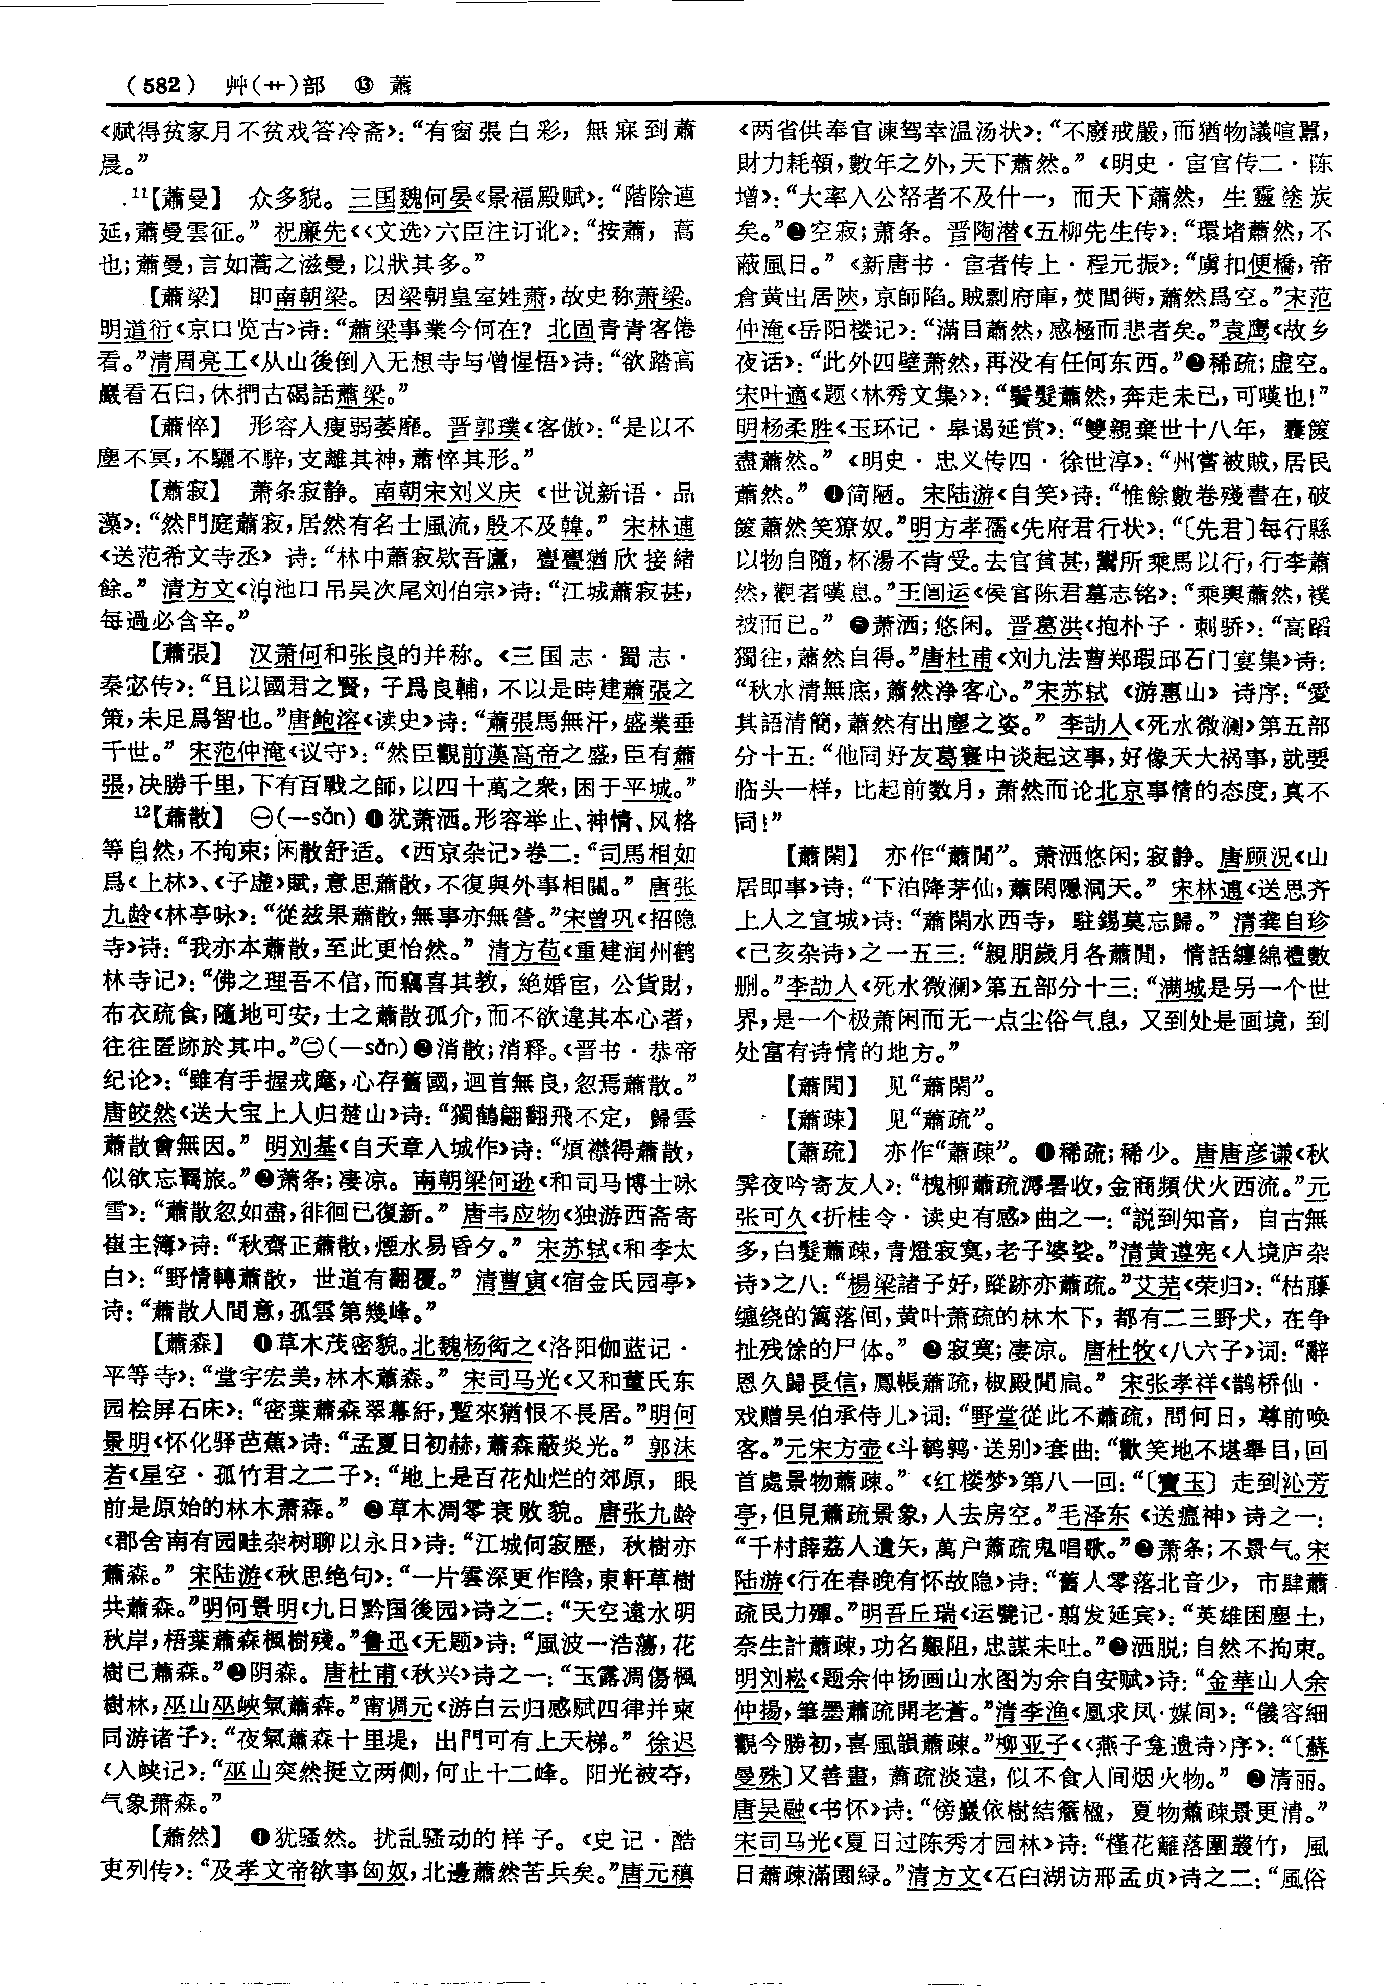 (582) 艸(艹)部 ⑬ 蕭
《赋得贫家月不贫戏答冷斋》：“有窗張白彩，無寐到蕭
晨。”
11【蕭曼】 众多貌。三国魏何晏《景福殿赋》：“階除連
延，蕭曼雲征。”祝廉先《〈文选〉六臣注订讹》：“按蕭，蒿
也；蕭曼，言如蒿之滋曼，以狀其多。”
【蕭梁】 即南朝梁。因梁朝皇室姓萧，故史称萧梁。
明道衍《京口览古》诗：“蕭梁事業今何在？北固青青客倦
看。”清周亮工《从山後倒入无想寺与僧惺悟》诗：“欲踏高
巖看石臼，休捫古碣話蕭梁。”
【蕭悴】 形容人瘦弱萎靡。晋郭璞《客傲》：“是以不
塵不冥，不驪不騂，支離其神，蕭悴其形。”
【蕭寂】 萧条寂静。南朝宋刘义庆《世说新语·品
藻》：“然門庭蕭寂，居然有名士風流，殷不及韓。”宋林逋
《送范希文寺丞》诗：“林中蕭寂欸吾廬，亹亹猶欣接緒
餘。”清方文《泊池口吊吴次尾刘伯宗》诗：“江城蕭寂甚，
每過必含辛。”
【蕭張】 汉萧何和张良的并称。《三国志·蜀志·
秦宓传》：“且以國君之賢，子爲良輔，不以是時建蕭張之
策，未足爲智也。”唐鲍溶《读史》诗：“蕭張馬無汗，盛業垂
千世。”宋范仲淹《议守》：“然臣觀前漢高帝之盛，臣有蕭
張，决勝千里，下有百戰之師，以四十萬之衆，困于平城。”
12【蕭散】 ㊀(—sǎn) ❶犹萧洒。形容举止、神情、风格
等自然，不拘束；闲散舒适。《西京杂记》卷二：“司馬相如
爲《上林》、《子虚》賦，意思蕭散，不復與外事相關。”唐张
九龄《林亭咏》：“從兹果蕭散，無事亦無營。”宋曾巩《招隐
寺》诗：“我亦本蕭散，至此更怡然。”清方苞《重建润州鹤
林寺记》：“佛之理吾不信，而竊喜其教，絶婚宦，公貨財，
布衣疏食，隨地可安，士之蕭散孤介，而不欲違其本心者，
往往匿跡於其中。”㊁(—sàn)❷消散；消释。《晋书·恭帝
纪论》：“雖有手握戎麾，心存舊國，迴首無良，忽焉蕭散。”
唐皎然《送大宝上人归楚山》诗：“獨鶴翩翻飛不定，歸雲
蕭散會無因。”明刘基《自天章入城作》诗：“煩襟得蕭散，
似欲忘羈旅。”❷萧条；凄凉。南朝梁何逊《和司马博士咏
雪》：“蕭散忽如盡，徘徊已復新。”唐韦应物《独游西斋寄
崔主簿》诗：“秋齋正蕭散，煙水易昏夕。”宋苏轼《和李太
白》：“野情轉蕭散，世道有翻覆。”清曹寅《宿金氏园亭》
诗：“蕭散人間意，孤雲第幾峰。”
【蕭森】 ❶草木茂密貌。北魏杨衒之《洛阳伽蓝记·
平等寺》：“堂宇宏美，林木蕭森。”宋司马光《又和董氏东
园桧屏石床》：“密葉蕭森翠幕紆，蹔來猶恨不長居。”明何
景明《怀化驿芭蕉》诗：“孟夏日初赫，蕭森蔽炎光。”郭沫
若《星空·孤竹君之二子》：“地上是百花灿烂的郊原，眼
前是原始的林木萧森。”❷草木凋零衰败貌。唐张九龄
《郡舍南有园畦杂树聊以永日》诗：“江城何寂歷，秋樹亦
蕭森。”宋陆游《秋思绝句》：“一片雲深更作陰，東軒草樹
共蕭森。”明何景明《九日黔国後园》诗之二：“天空遠水明
秋岸，梧葉蕭森楓樹殘。”鲁迅《无题》诗：“風波一浩蕩，花
樹已蕭森。”❸阴森。唐杜甫《秋兴》诗之一：“玉露凋傷楓
樹林，巫山巫峽氣蕭森。”甯调元《游白云归感赋四律并柬
同游诸子》：“夜氣蕭森十里堤，出門可有上天梯。”徐迟
《入峡记》：“巫山突然挺立两侧，何止十二峰。阳光被夺，
气象萧森。”
【蕭然】 ❶犹骚然。扰乱骚动的样子。《史记·酷
吏列传》：“及孝文帝欲事匈奴，北邊蕭然苦兵矣。”唐元稹
《两省供奉官谏驾幸温汤状》：“不廢戒嚴，而猶物議喧囂，
財力耗頓，數年之外，天下蕭然。”《明史·宦官传二·陈
增》：“大率入公帑者不及什一，而天下蕭然，生靈塗炭
矣。”❷空寂；萧条。晋陶潜《五柳先生传》：“環堵蕭然，不
蔽風日。”《新唐书·宦者传上·程元振》：“虜扣便橋，帝
倉黄出居陝，京師陷。賊剽府庫，焚閭衖，蕭然爲空。”宋范
仲淹《岳阳楼记》：“滿目蕭然，感極而悲者矣。”袁鹰《故乡
夜话》：“此外四壁萧然，再没有任何东西。”❸稀疏；虚空。
宋叶適《题〈林秀文集〉》：“鬢髮蕭然，奔走未已，可嘆也！”
明杨柔胜《玉环记·皋谒延赏》：“雙親棄世十八年，囊篋
盡蕭然。”《明史·忠义传四·徐世淳》：“州嘗被賊，居民
蕭然。”❹简陋。宋陆游《自笑》诗：“惟餘數卷殘書在，破
篋蕭然笑獠奴。”明方孝孺《先府君行状》：“〔先君〕每行縣
以物自隨，杯湯不肯受。去官貧甚，鬻所乘馬以行，行李蕭
然，觀者嘆息。”王闿运《侯官陈君墓志铭》：“乘輿蕭然，襆
被而已。”❺萧洒；悠闲。晋葛洪《抱朴子·刺骄》：“高蹈
獨往，蕭然自得。”唐杜甫《刘九法曹郑瑕邱石门宴集》诗：
“秋水清無底，蕭然浄客心。”宋苏轼《游惠山》诗序：“愛
其語清簡，蕭然有出塵之姿。”李劼人《死水微澜》第五部
分十五：“他同好友葛寰中谈起这事，好像天大祸事，就要
临头一样，比起前数月，萧然而论北京事情的态度，真不
同！”
【蕭閑】 亦作“蕭閒”。萧洒悠闲；寂静。唐顾况《山
居即事》诗：“下泊降茅仙，蕭閑隱洞天。”宋林逋《送思齐
上人之宣城》诗：“蕭閑水西寺，駐錫莫忘歸。”清龚自珍
《己亥杂诗》之一五三：“親朋歲月各蕭閒，情話纏綿禮數
删。”李劼人《死水微澜》第五部分十三：“满城是另一个世
界，是一个极萧闲而无一点尘俗气息，又到处是画境，到
处富有诗情的地方。”
【蕭閒】 见“蕭閑”。
【蕭疎】 见“蕭疏”。
【蕭疏】 亦作“蕭疎”。❶稀疏；稀少。唐唐彦谦《秋
霁夜吟寄友人》：“槐柳蕭疏溽暑收，金商頻伏火西流。”元
张可久《折桂令·读史有感》曲之一：“説到知音，自古無
多，白髮蕭疎，青燈寂寞，老子婆娑。”清黄遵宪《人境庐杂
诗》之八：“楊梁諸子好，蹤跡亦蕭疏。”艾芜《荣归》：“枯藤
缠绕的篱落间，黄叶萧疏的林木下，都有二三野犬，在争
扯残馀的尸体。”❷寂寞；凄凉。唐杜牧《八六子》词：“辭
恩久歸長信，鳳帳蕭疏，椒殿閒扃。”宋张孝祥《鹊桥仙·
戏赠吴伯承侍儿》词：“野堂從此不蕭疏，問何日，尊前唤
客。”元宋方壶《斗鹌鹑·送别》套曲：“歡笑地不堪舉目，回
首處景物蕭疎。”《红楼梦》第八一回：“〔寶玉〕走到沁芳
亭，但見蕭疏景象，人去房空。”毛泽东《送瘟神》诗之一：
“千村薜荔人遺矢，萬户蕭疏鬼唱歌。”❸萧条；不景气。宋
陆游《行在春晚有怀故隐》诗：“舊人零落北音少，市肆蕭
疏民力殫。”明吾丘瑞《运甓记·剪发延宾》：“英雄困塵土，
奈生計蕭疎，功名艱阻，忠謀未吐。”❹洒脱；自然不拘束。
明刘崧《题余仲扬画山水图为余自安赋》诗：“金華山人余
仲揚，筆墨蕭疏開老蒼。”清李渔《凰求凤·媒间》：“儀容細
觀今勝初，喜風韻蕭疎。”柳亚子《〈燕子龛遗诗〉序》：“〔蘇
曼殊〕又善畫，蕭疏淡遠，似不食人间烟火物。”❺清丽。
唐吴融《书怀》诗：“傍巖依樹結簷楹，夏物蕭疎景更清。”
宋司马光《夏日过陈秀才园林》诗：“槿花籬落圍叢竹，風
日蕭疎滿園緑。”清方文《石臼湖访邢孟贞》诗之二：“風俗